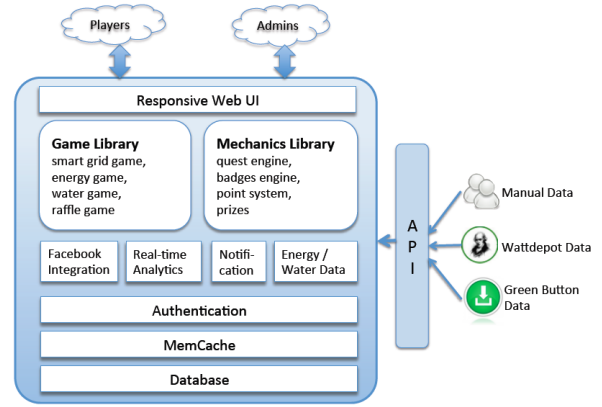 Players
Admins
Responsive Web UI
Game Library
smart grid game,
energy game,
water game,
raffle game
Mechanics Library
quest engine,
badges engine,
point system,
prizes
Facebook
Integration
Real-time
Analytics
Notifi-
cation
Energy /
Water Data
Authentication
MemCache
Database
A
P
I
Manual Data
Wattdepot Data
Green Button
Data